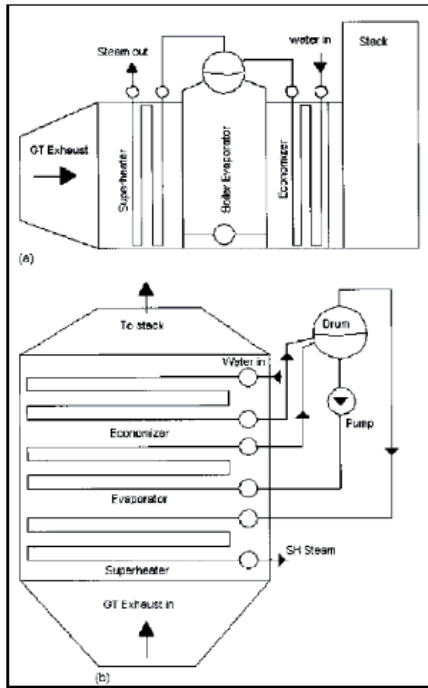 Steam out
water in
Stack
GT Exhaust
Superheater
Boiler Evaporator
Economizer
(a)
To stack
Drum
Water in
Economizer
Pump
Evaporator
Superheater
SH Steam
GT Exhaust in
(b)